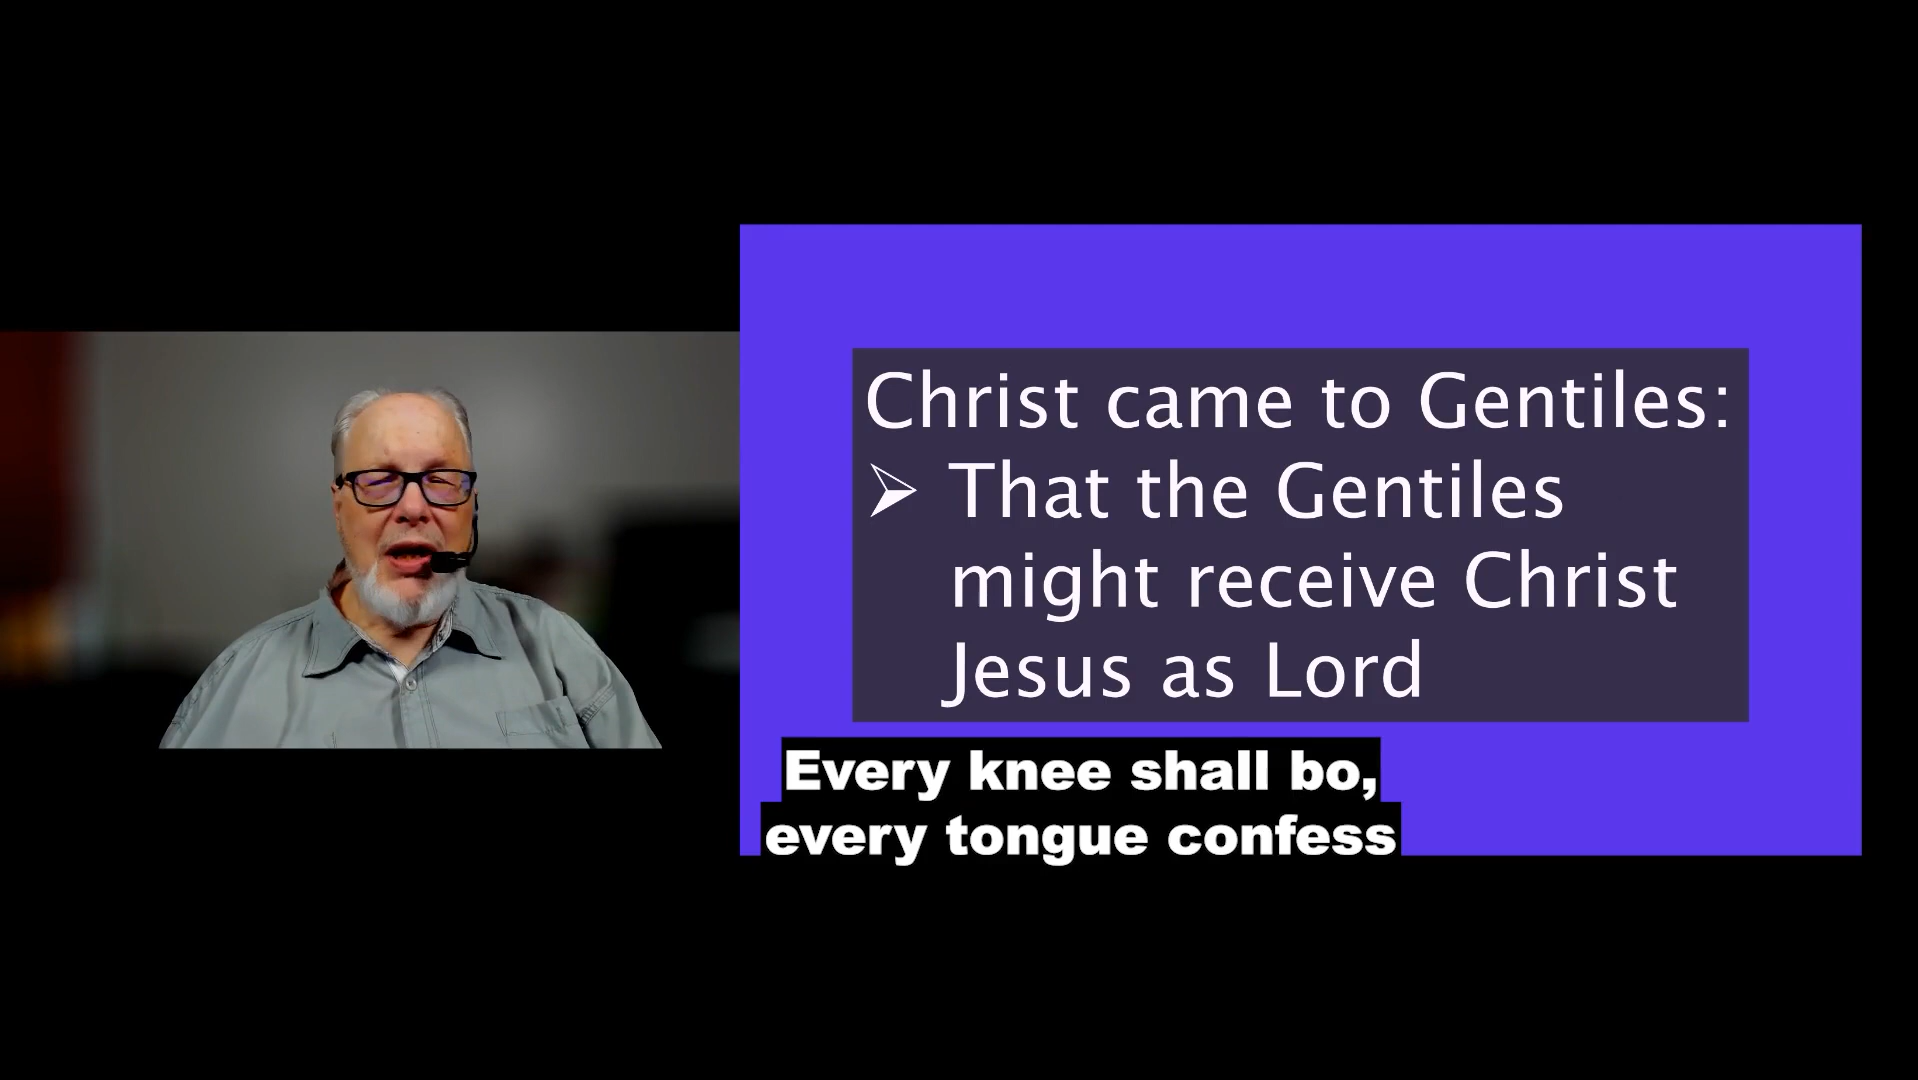 Christ came to Gentiles:
➢ That the Gentiles
might receive Christ
Jesus as Lord
Every knee shall bo,
every tongue confess